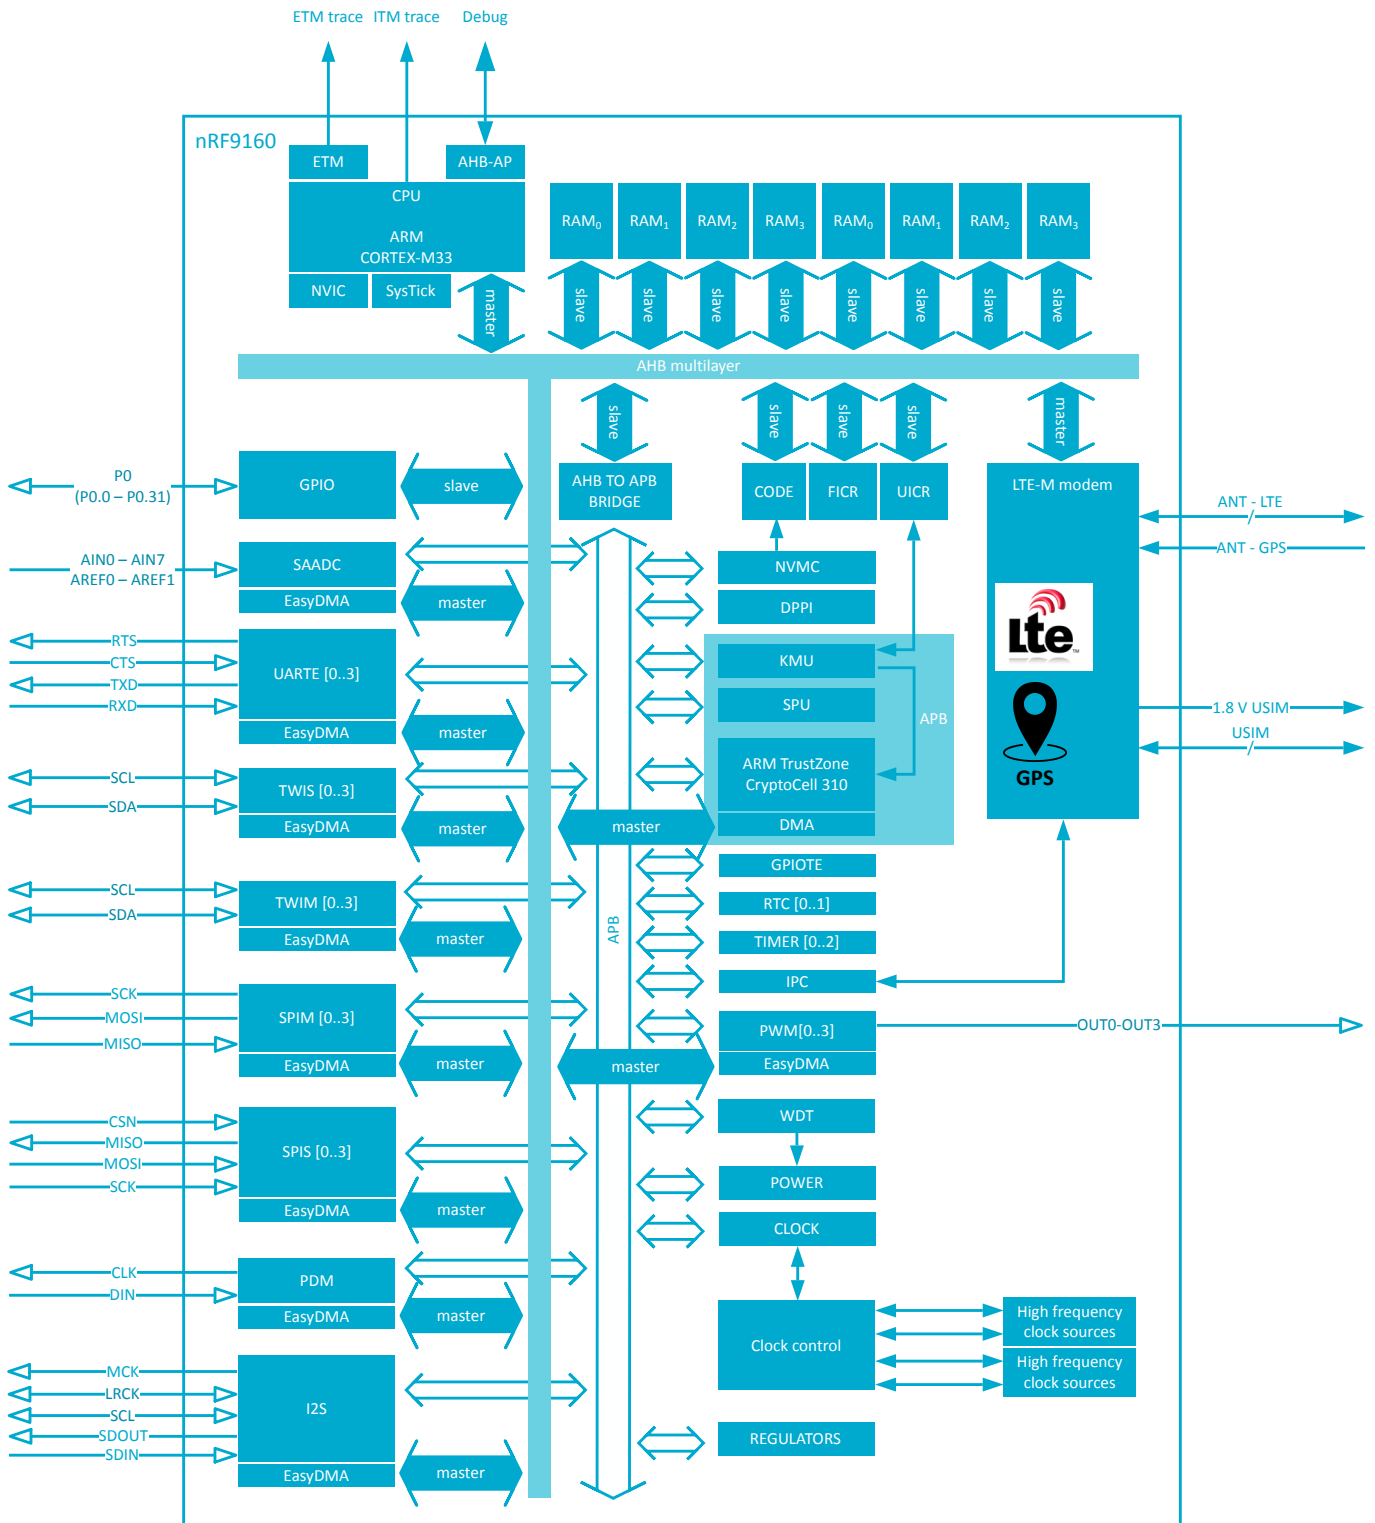 ETM trace ITM trace Debug
nRF9160
ETM
AHB-AP
CPU
ARM
CORTEX-M33
NVIC
SysTick
master
RAM0
RAM1
RAM2
RAM3
RAM0
RAM1
RAM2
RAM3
slave
slave
slave
slave
slave
slave
slave
slave
AHB multilayer
slave
slave
slave
slave
master
P0
(P0.0 – P0.31)
GPIO
slave
AHB TO APB
BRIDGE
CODE
FICR
UICR
LTE-M modem
ANT - LTE
ANT - GPS
AIN0 – AIN7
AREF0 – AREF1
SAADC
EasyDMA
master
NVMC
DPPI
Lte™
GPS
RTS
CTS
TXD
RXD
UARTE [0..3]
EasyDMA
master
KMU
SPU
APB
1.8 V USIM
USIM
SCL
SDA
TWIS [0..3]
EasyDMA
master
ARM TrustZone
CryptoCell 310
DMA
master
GPIOTE
SCL
SDA
TWIM [0..3]
EasyDMA
master
APB
RTC [0..1]
TIMER [0..2]
IPC
SCK
MOSI
MISO
SPIM [0..3]
EasyDMA
master
PWM[0..3]
EasyDMA
master
OUT0-OUT3
CSN
MISO
MOSI
SCK
SPIS [0..3]
EasyDMA
master
WDT
POWER
CLOCK
CLK
DIN
PDM
EasyDMA
master
Clock control
High frequency
clock sources
High frequency
clock sources
MCK
LRCK
SCL
SDOUT
SDIN
I2S
EasyDMA
master
REGULATORS